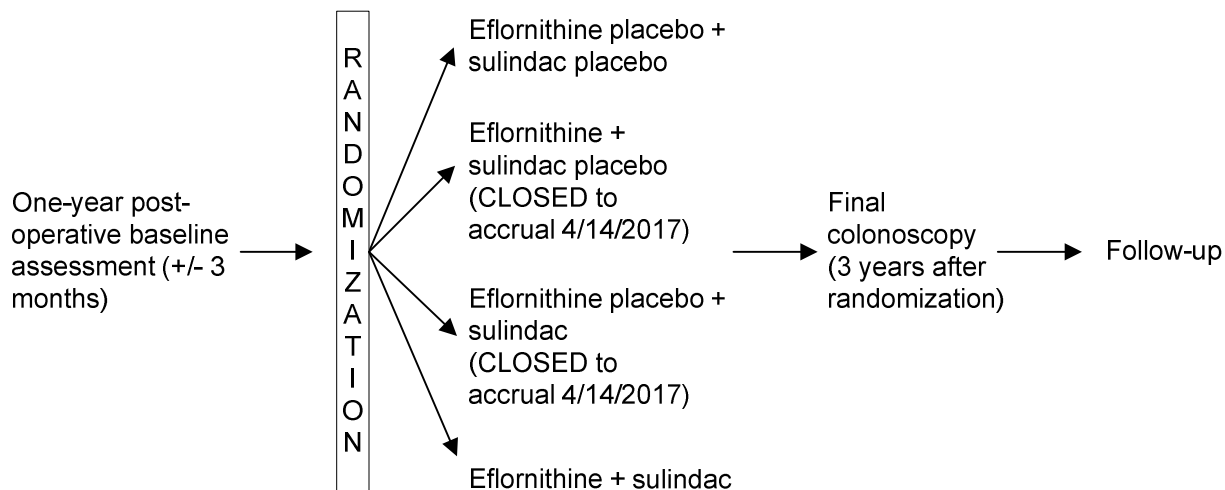 One-year post-
operative baseline
assessment (+/- 3
months)
RANDOMIZATION
Eflornithine placebo +
sulindac placebo
Eflornithine +
sulindac placebo
(CLOSED to
accrual 4/14/2017)
Eflornithine placebo +
sulindac
(CLOSED to
accrual 4/14/2017)
Eflornithine + sulindac
Final
colonoscopy
(3 years after
randomization)
Follow-up